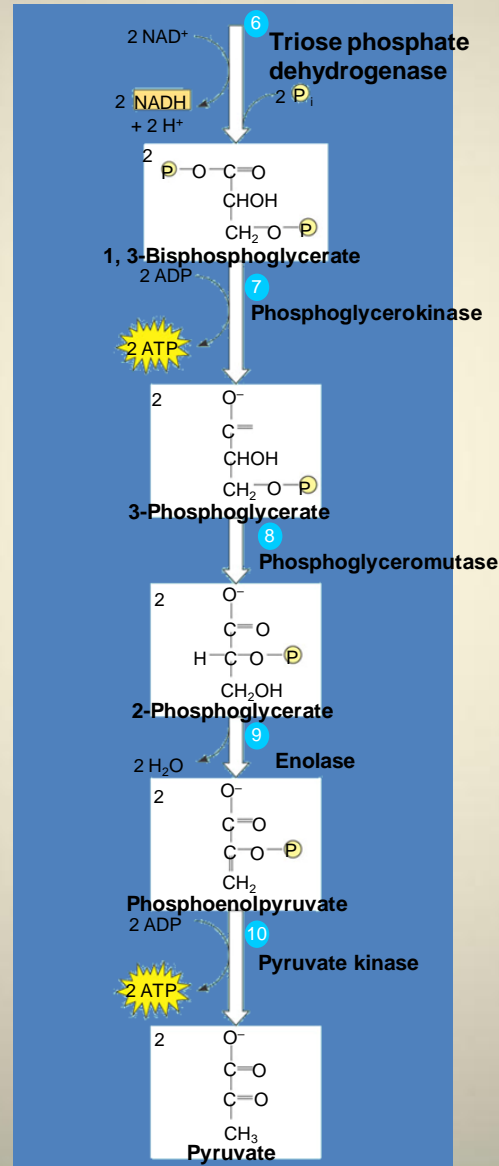 6
2 NAD⁺
Triose phosphate
dehydrogenase
2 NADH
2 Pi
+ 2 H⁺
2
P—O—C=O
CHOH
CH₂—O—P
1, 3-Bisphosphoglycerate
2 ADP
7
Phosphoglycerokinase
2 ATP
2
O⁻
C=
CHOH
CH₂—O—P
3-Phosphoglycerate
8
Phosphoglyceromutase
2
O⁻
C=O
H—C—O—P
CH₂OH
2-Phosphoglycerate
9
2 H₂O
Enolase
2
O⁻
C=O
C—O—P
CH₂
Phosphoenolpyruvate
2 ADP
10
Pyruvate kinase
2 ATP
2
O⁻
C=O
C=O
CH₃
Pyruvate